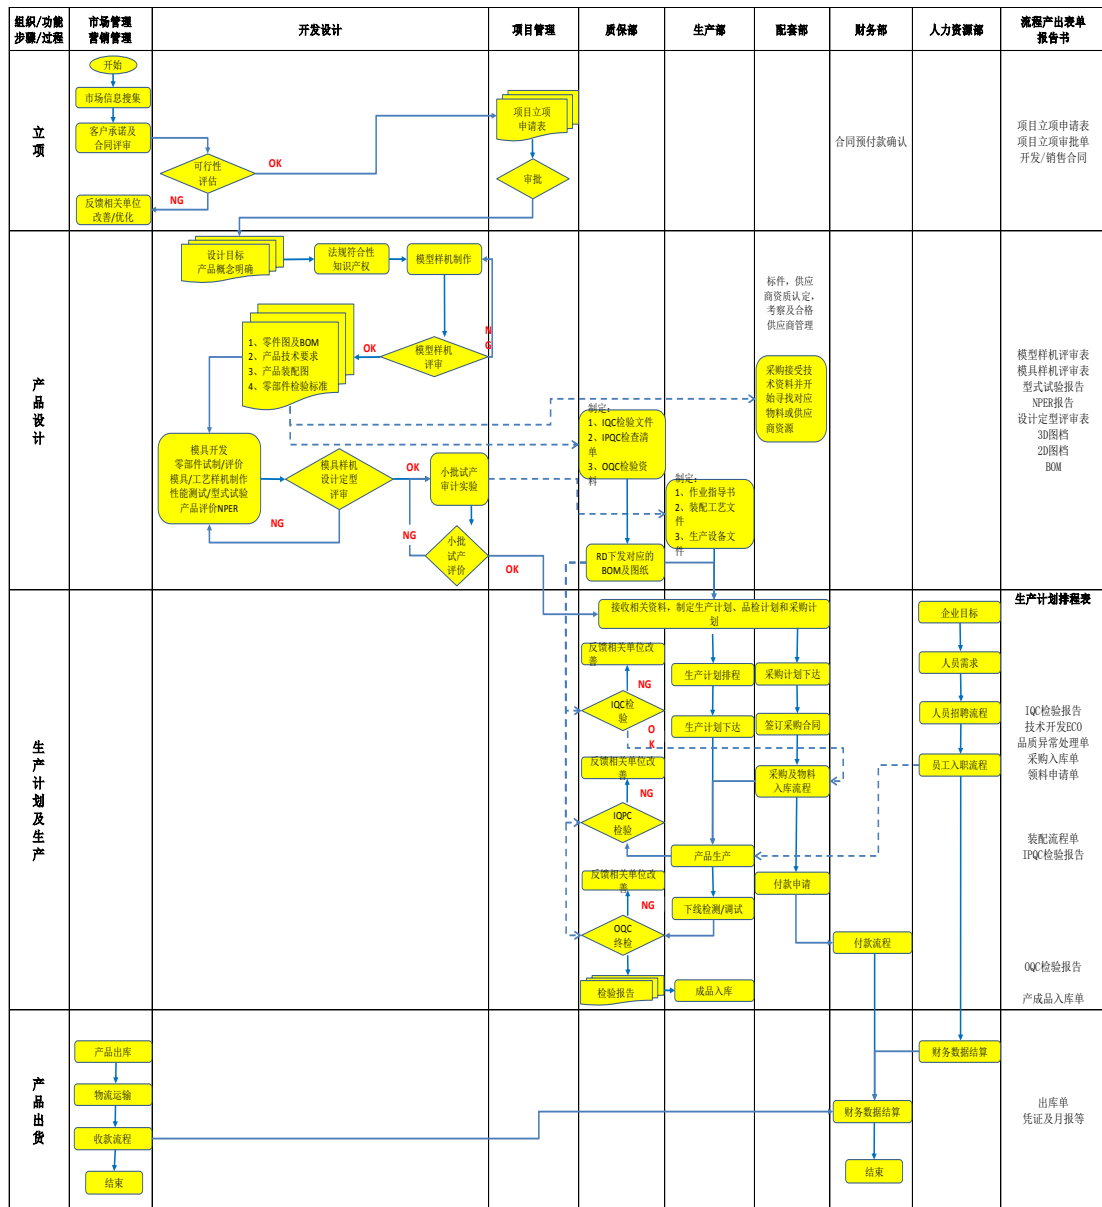 组织/功能
步骤/过程
市场管理
营销管理
开发设计
项目管理
质保部
生产部
配套部
财务部
人力资源部
流程产出表单
报告书
立
项
开始
市场信息搜集
客户承诺及
合同评审
可行性
评估
OK
NG
反馈相关单位
改善/优化
项目立项
申请表
审批
合同预付款确认
项目立项申请表
项目立项审批单
开发/销售合同
产
品
设
计
设计目标
产品概念明确
法规符合性
知识产权
模型样机制作
N
G
模型样机
评审
OK
1、零件图及BOM
2、产品技术要求
3、产品装配图
4、零部件检验标准
标件，供应
商资质认定，
考察及合格
供应商管理
采购接受技
术资料并开
始寻找对应
物料或供应
商资源
模型样机评审表
模具样机评审表
型式试验报告
NPER报告
设计定型评审表
3D图档
2D图档
BOM
制定：
1、IQC检验文件
2、IPQC检查清
单
3、OQC检验资
料
模具开发
零部件试制/评价
模具/工艺样机制作
性能测试/型式试验
产品评价NPER
模具样机
设计定型
评审
OK
NG
NG
小批试产
审计实验
小批
试产
评价
OK
制定：
1、作业指导书
2、装配工艺文
件
3、生产设备文
件
RD下发对应的
BOM及图纸
生
产
计
划
及
生
产
接收相关资料，制定生产计划、品检计划和采购计
划
生产计划排程表
企业目标
反馈相关单位改
善
NG
IQC检
验
O
K
生产计划排程
采购计划下达
人员需求
生产计划下达
签订采购合同
人员招聘流程
IQC检验报告
技术开发ECO
品质异常处理单
采购入库单
领料申请单
反馈相关单位改
善
NG
IQPC
检验
采购及物料
入库流程
员工入职流程
产品生产
装配流程单
IPQC检验报告
反馈相关单位改
善
NG
付款申请
下线检测/调试
OQC
终检
付款流程
检验报告
成品入库
OQC检验报告
产成品入库单
产
品
出
货
产品出库
物流运输
收款流程
结束
财务数据结算
财务数据结算
结束
出库单
凭证及月报等